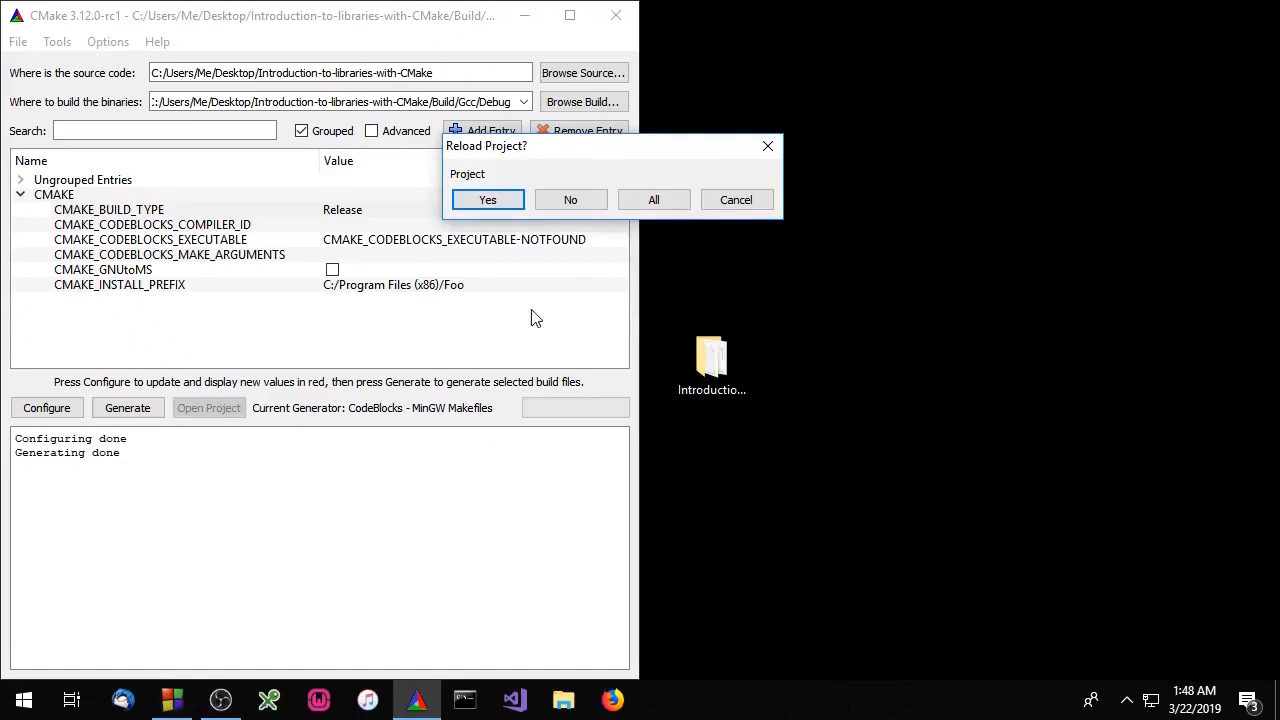 CMake 3.12.0-rc1 - C:/Users/Me/Desktop/Introduction-to-libraries-with-CMake/Build/...
File Tools Options Help
Where is the source code: C:/Users/Me/Desktop/Introduction-to-libraries-with-CMake Browse Source...
Where to build the binaries: :/Users/Me/Desktop/Introduction-to-libraries-with-CMake/Build/Gcc/Debug Browse Build...
Search: Grouped Advanced Add Entry Remove Entry
Reload Project?
Project
Yes No All Cancel
Name Value
Ungrouped Entries
CMAKE
CMAKE_BUILD_TYPE Release
CMAKE_CODEBLOCKS_COMPILER_ID
CMAKE_CODEBLOCKS_EXECUTABLE CMAKE_CODEBLOCKS_EXECUTABLE-NOTFOUND
CMAKE_CODEBLOCKS_MAKE_ARGUMENTS
CMAKE_GNUtoMS
CMAKE_INSTALL_PREFIX C:/Program Files (x86)/Foo
Press Configure to update and display new values in red, then press Generate to generate selected build files.
Configure Generate Open Project Current Generator: CodeBlocks - MinGW Makefiles
Configuring done
Generating done
Introductio...
1:48 AM
3/22/2019
3